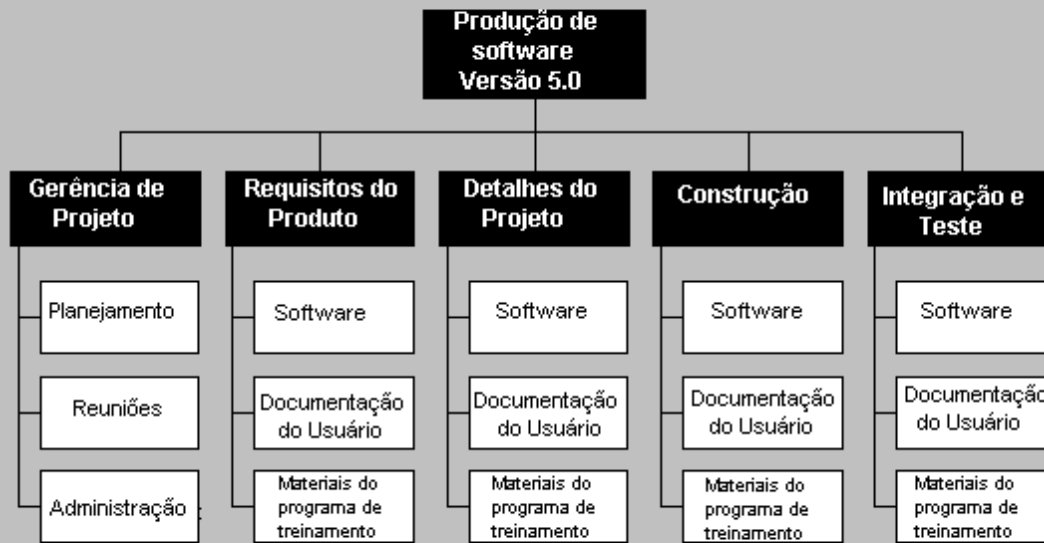 Produção de
software
Versão 5.0
Gerência de
Projeto
Requisitos do
Produto
Detalhes do
Projeto
Construção
Integração e
Teste
Planejamento
Software
Software
Software
Software
Reuniões
Documentação
do Usuário
Documentação
do Usuário
Documentação
do Usuário
Documentação
do Usuário
Administração
Materiais do
programa de
treinamento
Materiais do
programa de
treinamento
Materiais do
programa de
treinamento
Materiais do
programa de
treinamento